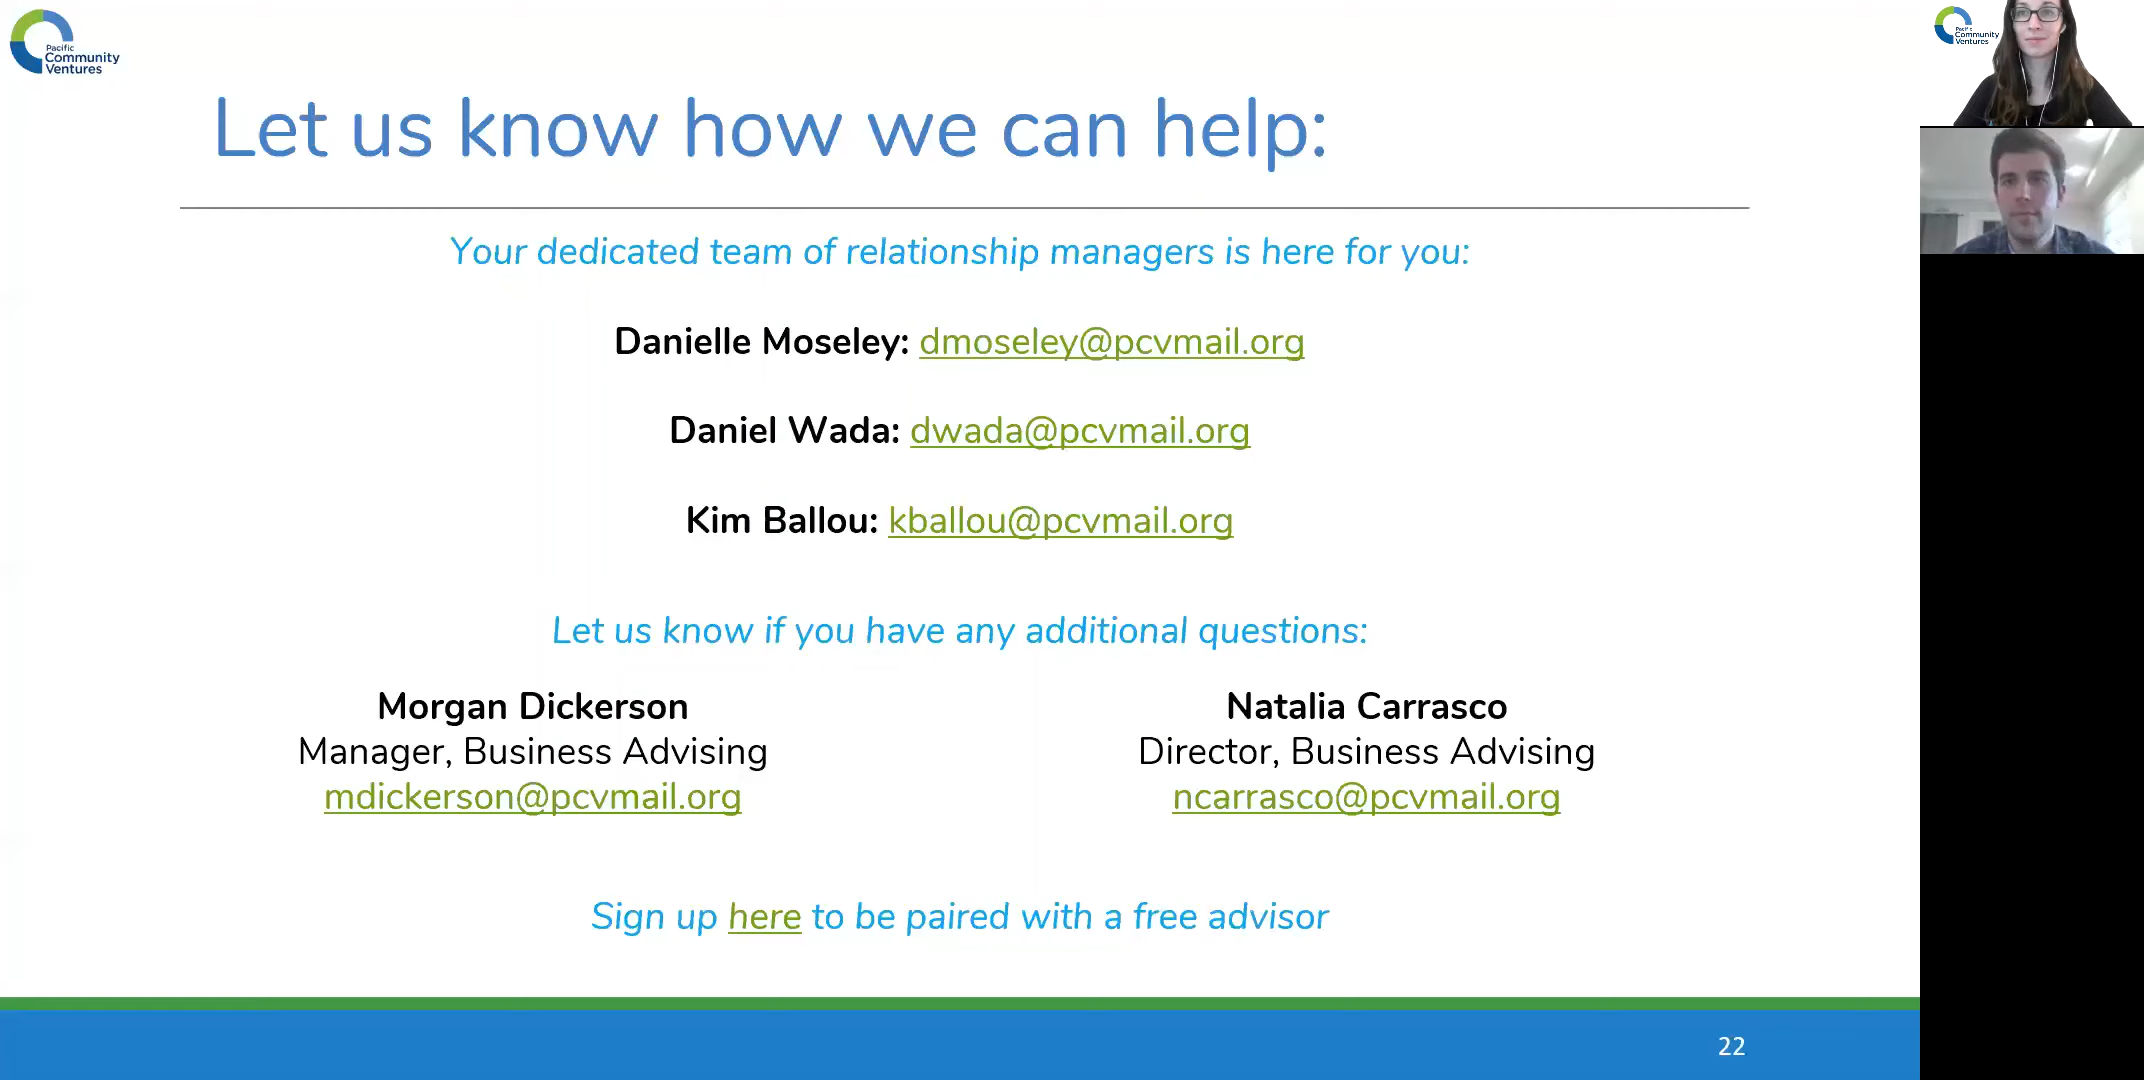 Pacific
Community
Ventures
Let us know how we can help:
Your dedicated team of relationship managers is here for you:
Danielle Moseley: dmoseley@pcvmail.org
Daniel Wada: dwada@pcvmail.org
Kim Ballou: kballou@pcvmail.org
Let us know if you have any additional questions:
Morgan Dickerson
Manager, Business Advising
mdickerson@pcvmail.org
Natalia Carrasco
Director, Business Advising
ncarrasco@pcvmail.org
Sign up here to be paired with a free advisor
22
Pacific
Community
Ventures